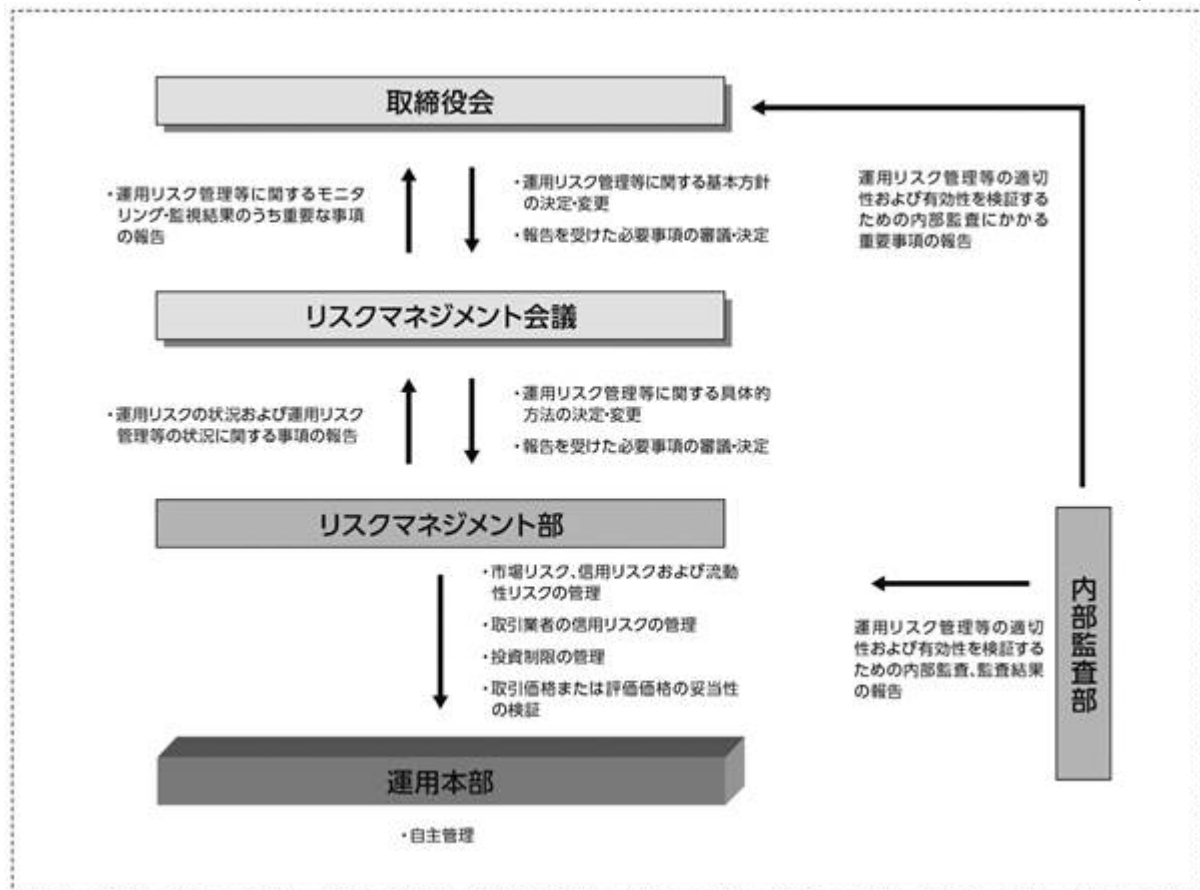 取締役会
・運用リスク管理等に関するモニタ
リング・監視結果のうち重要な事項
の報告
・運用リスク管理等に関する基本方針
の決定・変更
・報告を受けた必要事項の審議・決定
運用リスク管理等の適切
性および有効性を検証する
ための内部監査にかかる
重要事項の報告
リスクマネジメント会議
・運用リスクの状況および運用リスク
管理等の状況に関する事項の報告
・運用リスク管理等に関する具体的
方法の決定・変更
・報告を受けた必要事項の審議・決定
リスクマネジメント部
・市場リスク、信用リスクおよび流動
性リスクの管理
・取引業者の信用リスクの管理
・投資制限の管理
・取引価格または評価価格の妥当性
の検証
運用リスク管理等の適切
性および有効性を検証する
ための内部監査、監査結果
の報告
内部監査部
運用本部
・自主管理